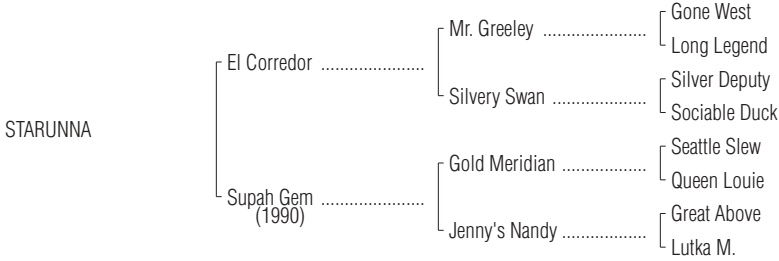 Gone West
Mr. Greeley ......................
Long Legend
El Corredor ......................
Silver Deputy
Silvery Swan ......................
Sociable Duck
STARUNNA
Seattle Slew
Gold Meridian ..................
Queen Louie
Supah Gem ......................
(1990)
Great Above
Jenny's Nandy ..................
Lutka M.